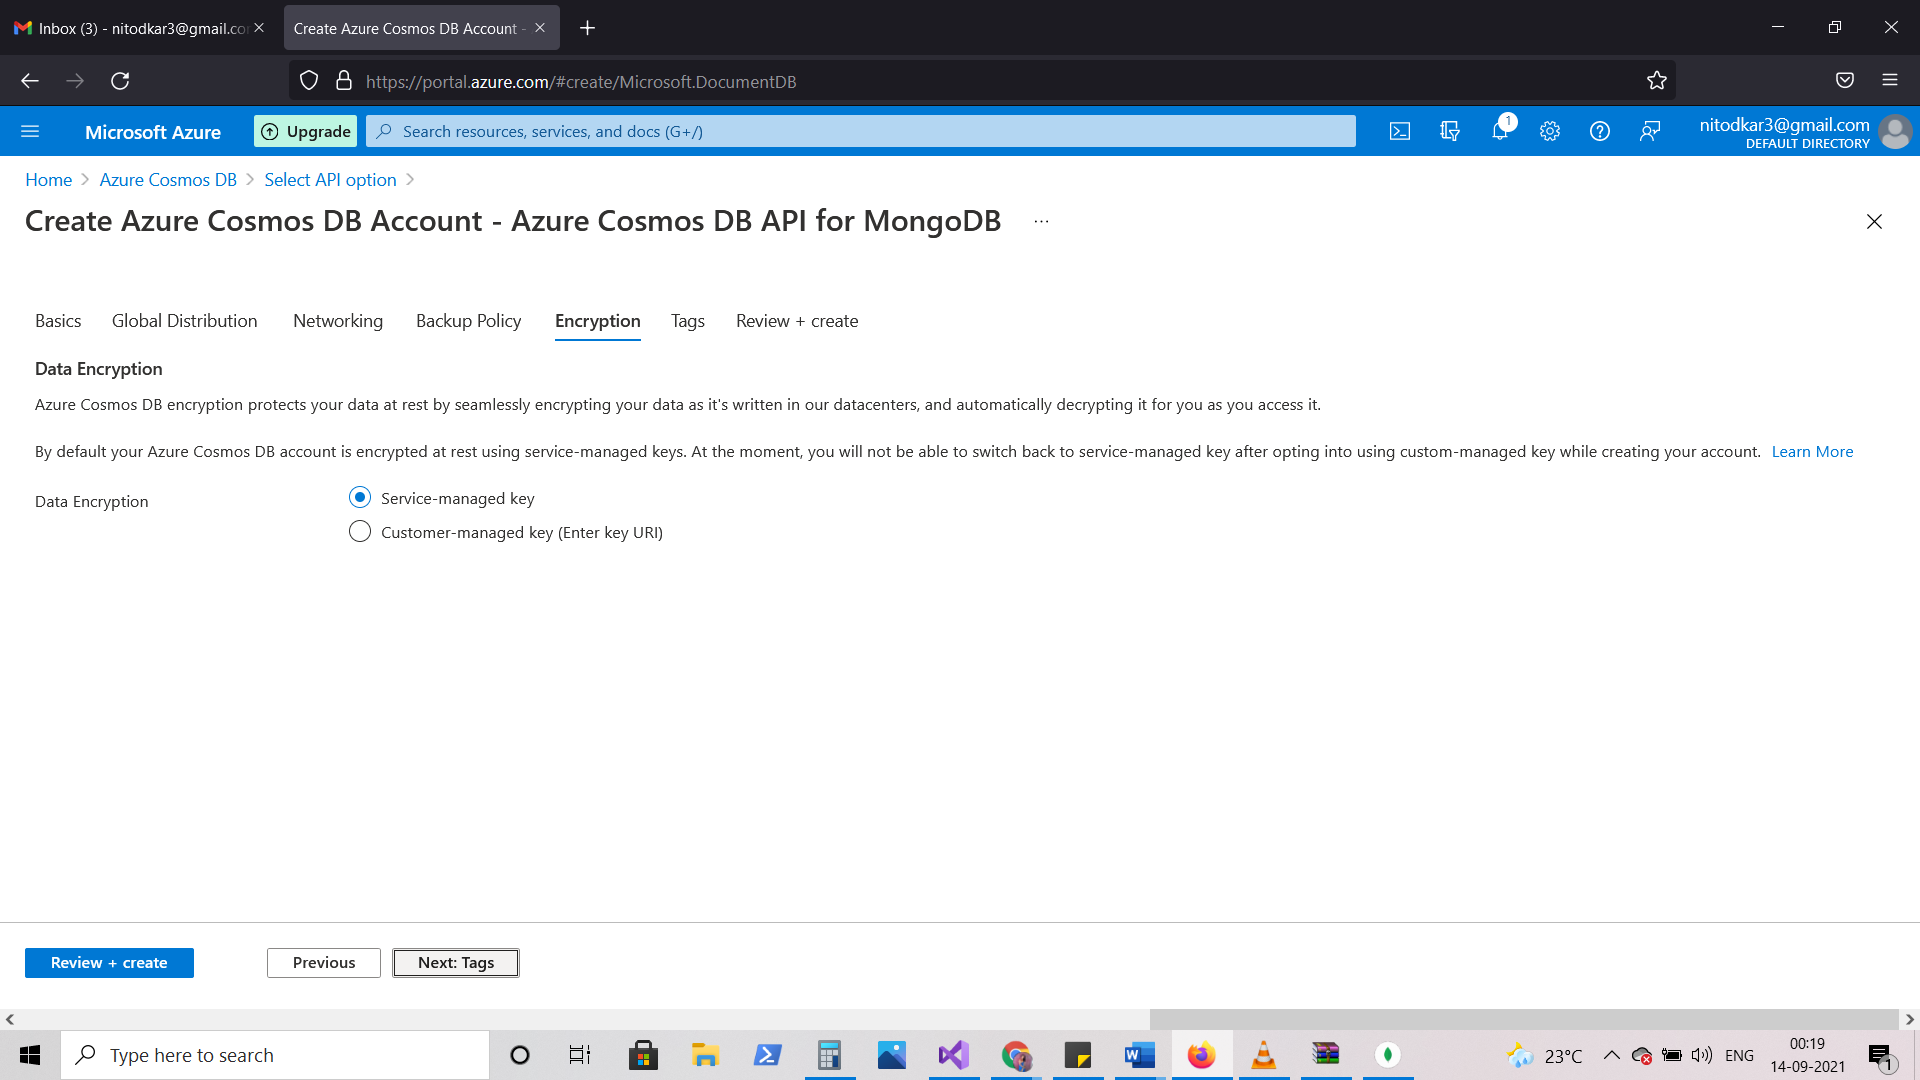 Inbox (3) - nitodkar3@gmail.co
Create Azure Cosmos DB Account -
https://portal.azure.com/#create/Microsoft.DocumentDB
Microsoft Azure
Upgrade
Search resources, services, and docs (G+/)
1
nitodkar3@gmail.com
DEFAULT DIRECTORY
Home > Azure Cosmos DB > Select API option >
Create Azure Cosmos DB Account - Azure Cosmos DB API for MongoDB ...
Basics Global Distribution Networking Backup Policy Encryption Tags Review + create
Data Encryption
Azure Cosmos DB encryption protects your data at rest by seamlessly encrypting your data as it's written in our datacenters, and automatically decrypting it for you as you access it.
By default your Azure Cosmos DB account is encrypted at rest using service-managed keys. At the moment, you will not be able to switch back to service-managed key after opting into using custom-managed key while creating your account. Learn More
Data Encryption
Service-managed key
Customer-managed key (Enter key URI)
Review + create
Previous
Next: Tags
Type here to search
23°C
ENG
00:19
14-09-2021
1